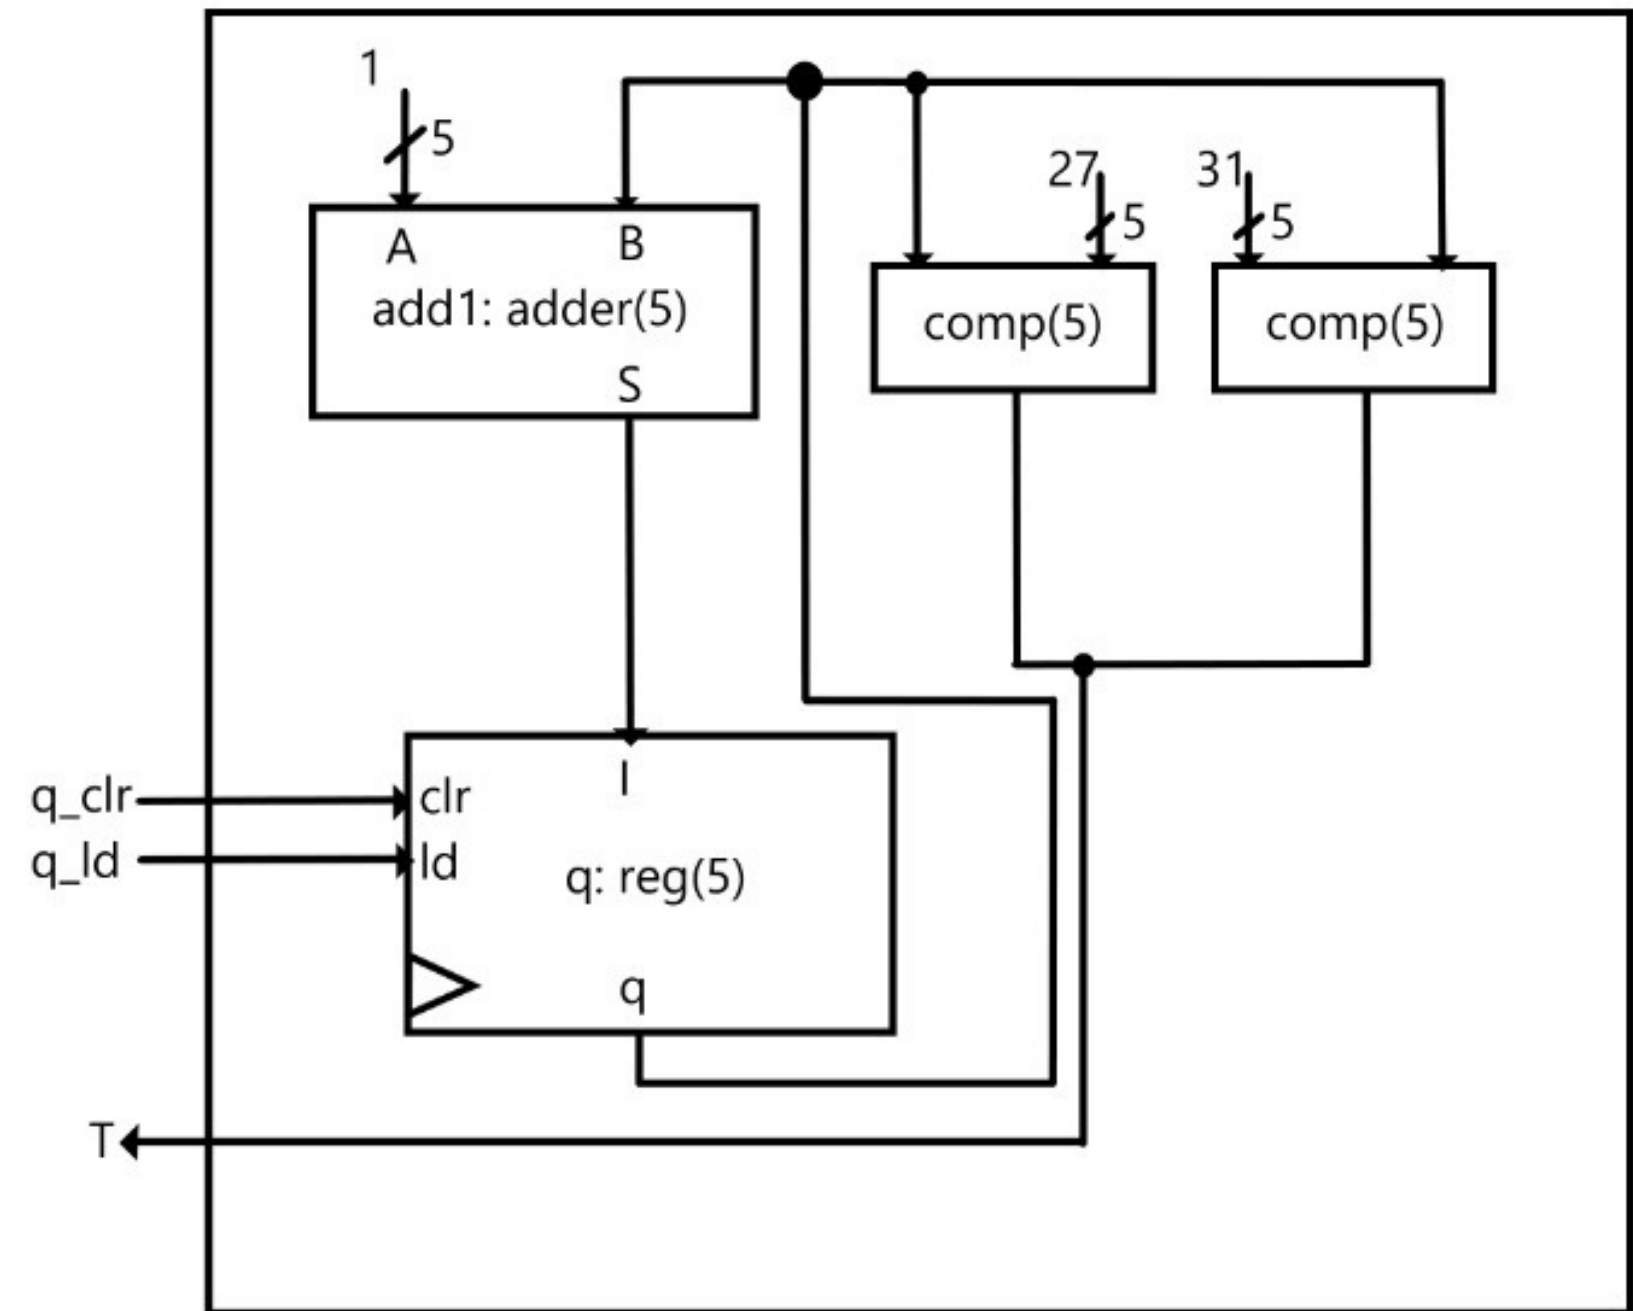 1
5
27
31
5
5
A
B
add1: adder(5)
S
comp(5)
comp(5)
q_clr
clr
I
q_ld
ld
q: reg(5)
q
T